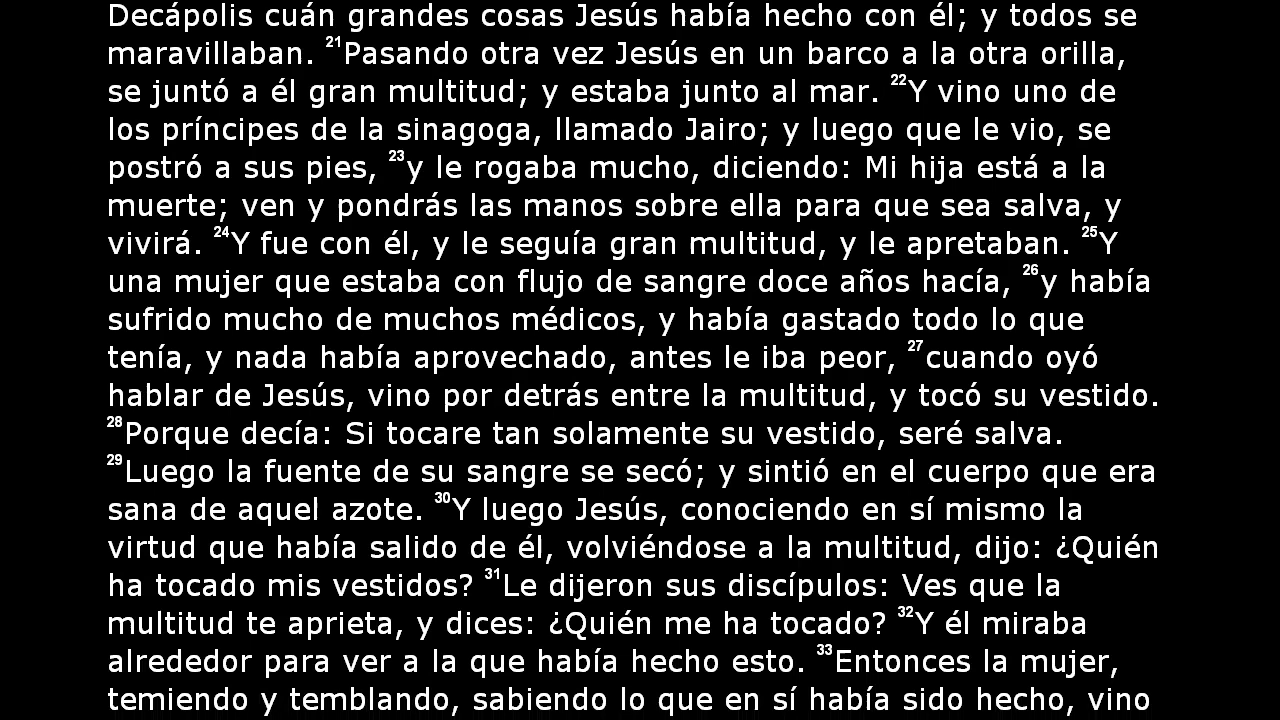 Decápolis cuán grandes cosas Jesús había hecho con él; y todos se
maravillaban. 21Pasando otra vez Jesús en un barco a la otra orilla,
se juntó a él gran multitud; y estaba junto al mar. 22Y vino uno de
los príncipes de la sinagoga, llamado Jairo; y luego que le vio, se
postró a sus pies, 23y le rogaba mucho, diciendo: Mi hija está a la
muerte; ven y pondrás las manos sobre ella para que sea salva, y
vivirá. 24Y fue con él, y le seguía gran multitud, y le apretaban. 25Y
una mujer que estaba con flujo de sangre doce años hacía, 26y había
sufrido mucho de muchos médicos, y había gastado todo lo que
tenía, y nada había aprovechado, antes le iba peor, 27cuando oyó
hablar de Jesús, vino por detrás entre la multitud, y tocó su vestido.
28Porque decía: Si tocare tan solamente su vestido, seré salva.
29Luego la fuente de su sangre se secó; y sintió en el cuerpo que era
sana de aquel azote. 30Y luego Jesús, conociendo en sí mismo la
virtud que había salido de él, volviéndose a la multitud, dijo: ¿Quién
ha tocado mis vestidos? 31Le dijeron sus discípulos: Ves que la
multitud te aprieta, y dices: ¿Quién me ha tocado? 32Y él miraba
alrededor para ver a la que había hecho esto. 33Entonces la mujer,
temiendo y temblando, sabiendo lo que en sí había sido hecho, vino